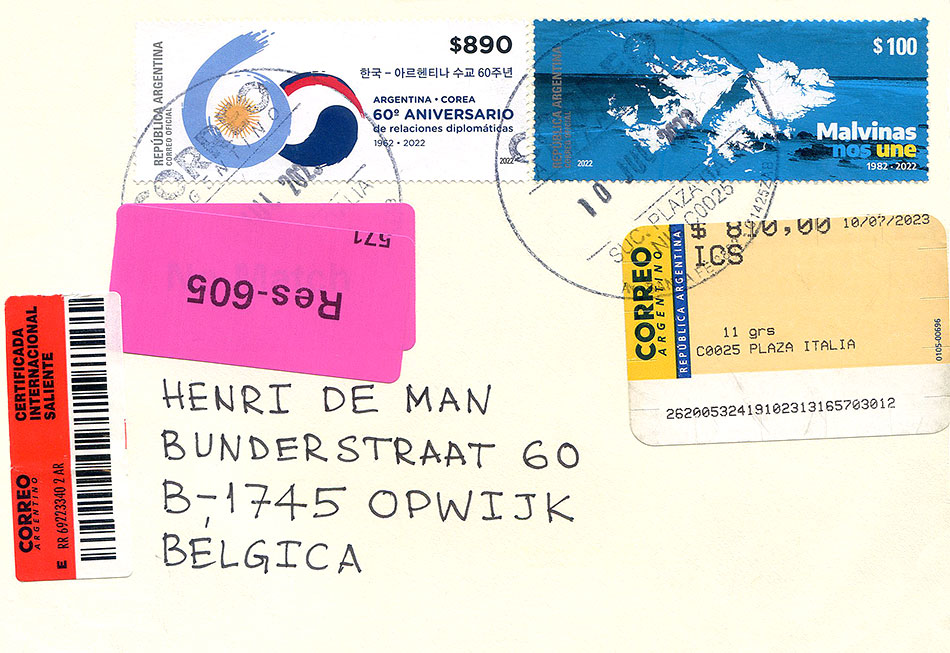 REPÚBLICA ARGENTINA
CORREO OFICIAL
$890
한국 - 아르헨티나 수교 60주년
ARGENTINA • COREA
60º ANIVERSARIO
de relaciones diplomáticas
1962 • 2022
2022
REPÚBLICA ARGENTINA
CORREO OFICIAL
$100
Malvinas
nos une
1982 • 2022
2022
2023
10 2023
SUC. PLAZA
C0025
571
Res-605
CERTIFICADA
INTERNACIONAL
SALIENTE
CORREO
ARGENTINO
E RR 69223340 2 AR
$ 810,00 10/07/2023
ICS
CORREO
ARGENTINO
REPÚBLICA ARGENTINA
11 grs
C0025 PLAZA ITALIA
0105-00696
26200532419102313165703012
HENRI DE MAN
BUNDERSTRAAT 60
B-1745 OPWIJK
BÉLGICA